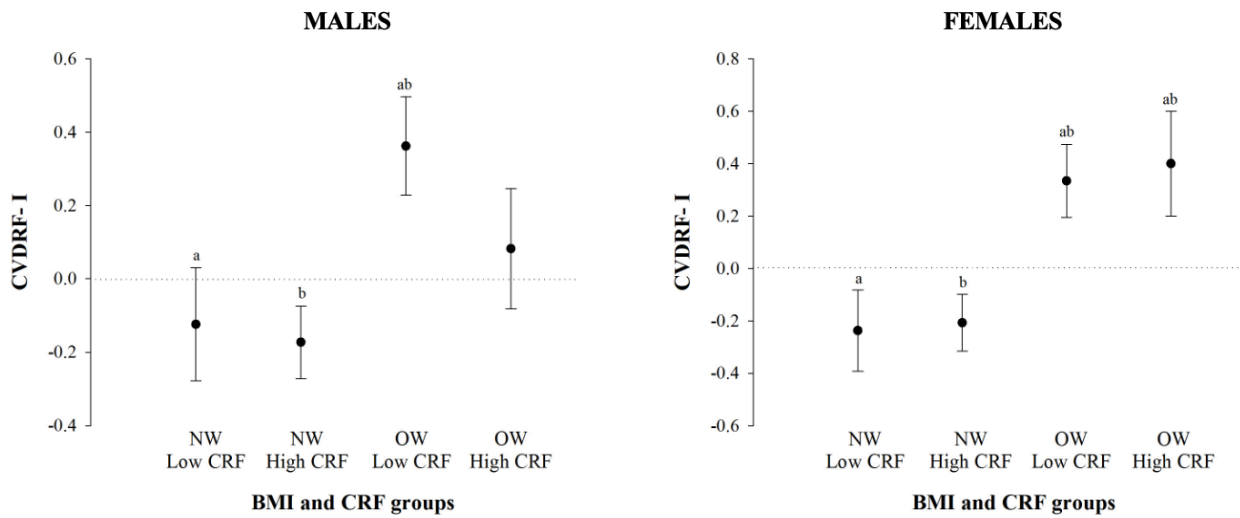 MALES
0.6
0.4
0.2
0.0
-0.2
-0.4
CVDRF- I
a
b
ab
NW
Low CRF
NW
High CRF
OW
Low CRF
OW
High CRF
BMI and CRF groups
FEMALES
0.8
0.6
0.4
0.2
0.0
-0.2
-0.4
-0.6
CVDRF- I
a
b
ab
ab
NW
Low CRF
NW
High CRF
OW
Low CRF
OW
High CRF
BMI and CRF groups